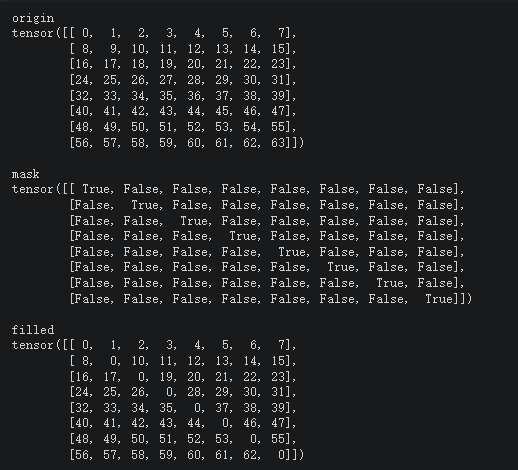 origin
tensor([[ 0,  1,  2,  3,  4,  5,  6,  7],
        [ 8,  9, 10, 11, 12, 13, 14, 15],
        [16, 17, 18, 19, 20, 21, 22, 23],
        [24, 25, 26, 27, 28, 29, 30, 31],
        [32, 33, 34, 35, 36, 37, 38, 39],
        [40, 41, 42, 43, 44, 45, 46, 47],
        [48, 49, 50, 51, 52, 53, 54, 55],
        [56, 57, 58, 59, 60, 61, 62, 63]])
mask
tensor([[ True, False, False, False, False, False, False, False],
        [False,  True, False, False, False, False, False, False],
        [False, False,  True, False, False, False, False, False],
        [False, False, False,  True, False, False, False, False],
        [False, False, False, False,  True, False, False, False],
        [False, False, False, False, False,  True, False, False],
        [False, False, False, False, False, False,  True, False],
        [False, False, False, False, False, False, False,  True]])
filled
tensor([[ 0,  1,  2,  3,  4,  5,  6,  7],
        [ 8,  0, 10, 11, 12, 13, 14, 15],
        [16, 17,  0, 19, 20, 21, 22, 23],
        [24, 25, 26,  0, 28, 29, 30, 31],
        [32, 33, 34, 35,  0, 37, 38, 39],
        [40, 41, 42, 43, 44,  0, 46, 47],
        [48, 49, 50, 51, 52, 53,  0, 55],
        [56, 57, 58, 59, 60, 61, 62,  0]])